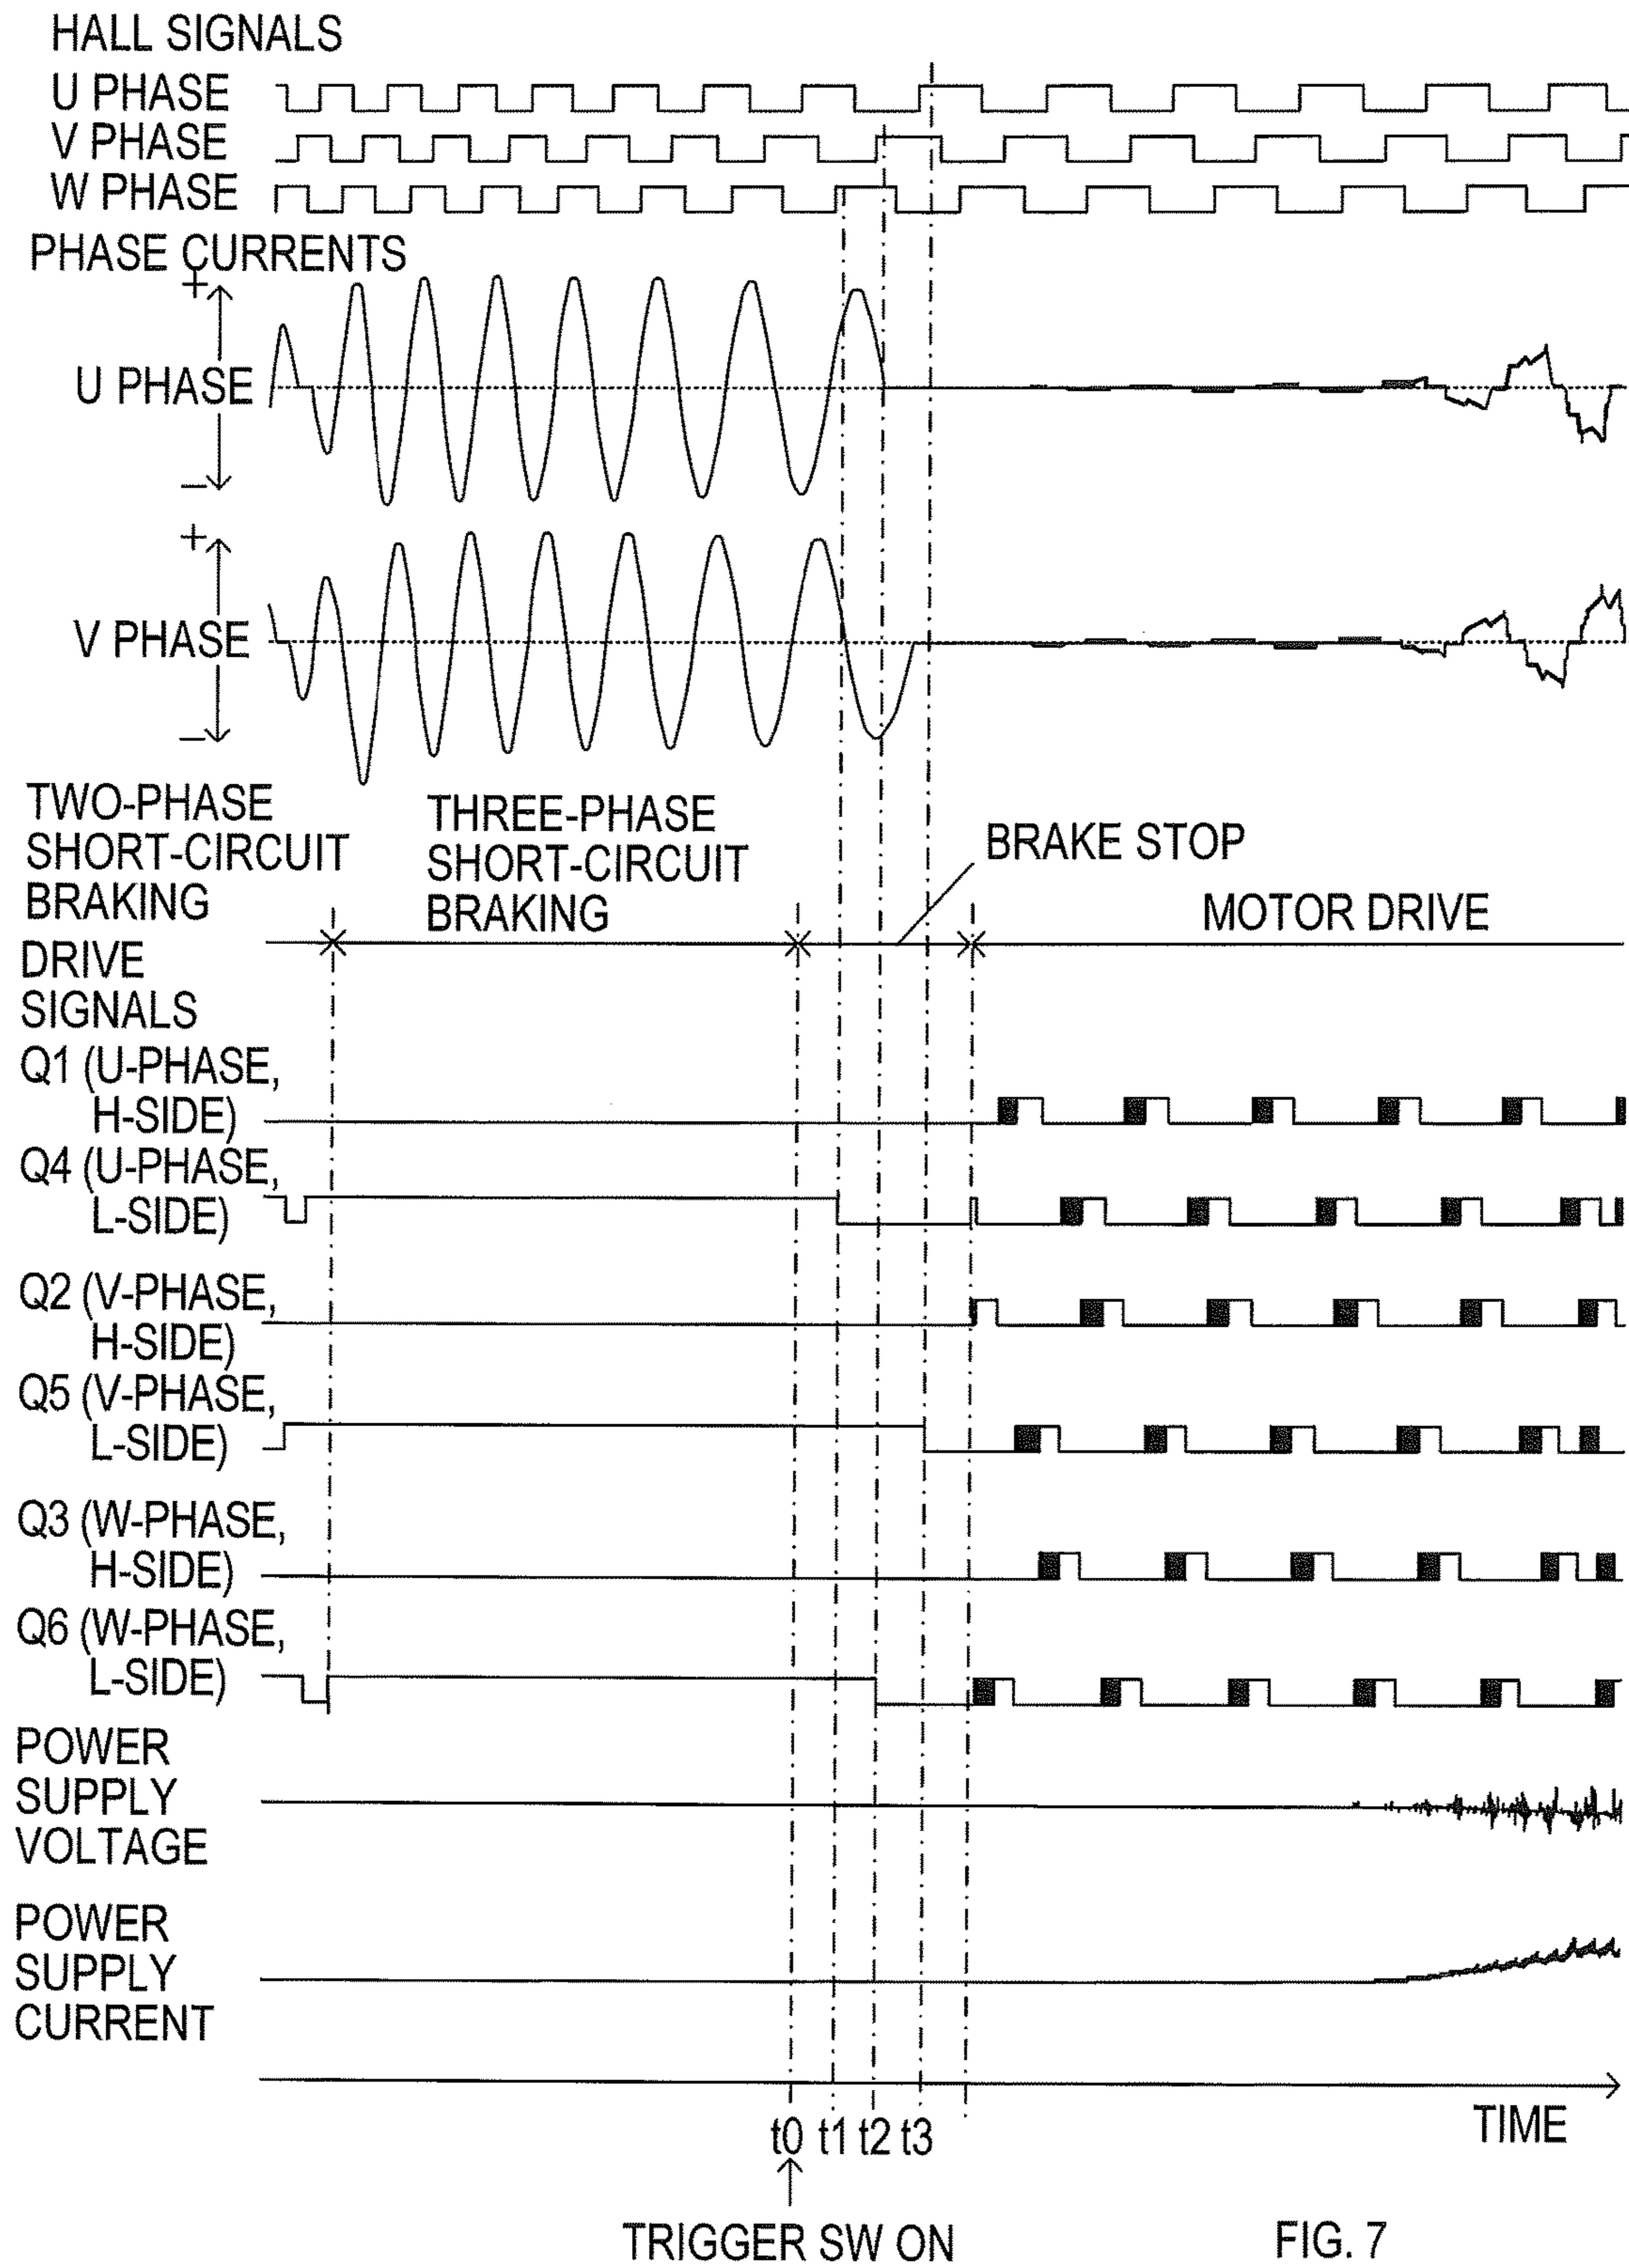 HALL SIGNALS
U PHASE
V PHASE
W PHASE
PHASE CURRENTS
+
U PHASE
−
+
V PHASE
−
TWO-PHASE
SHORT-CIRCUIT
BRAKING
THREE-PHASE
SHORT-CIRCUIT
BRAKING
BRAKE STOP
MOTOR DRIVE
DRIVE
SIGNALS
Q1 (U-PHASE,
H-SIDE)
Q4 (U-PHASE,
L-SIDE)
Q2 (V-PHASE,
H-SIDE)
Q5 (V-PHASE,
L-SIDE)
Q3 (W-PHASE,
H-SIDE)
Q6 (W-PHASE,
L-SIDE)
POWER
SUPPLY
VOLTAGE
POWER
SUPPLY
CURRENT
t0 t1 t2 t3
TIME
TRIGGER SW ON
FIG. 7